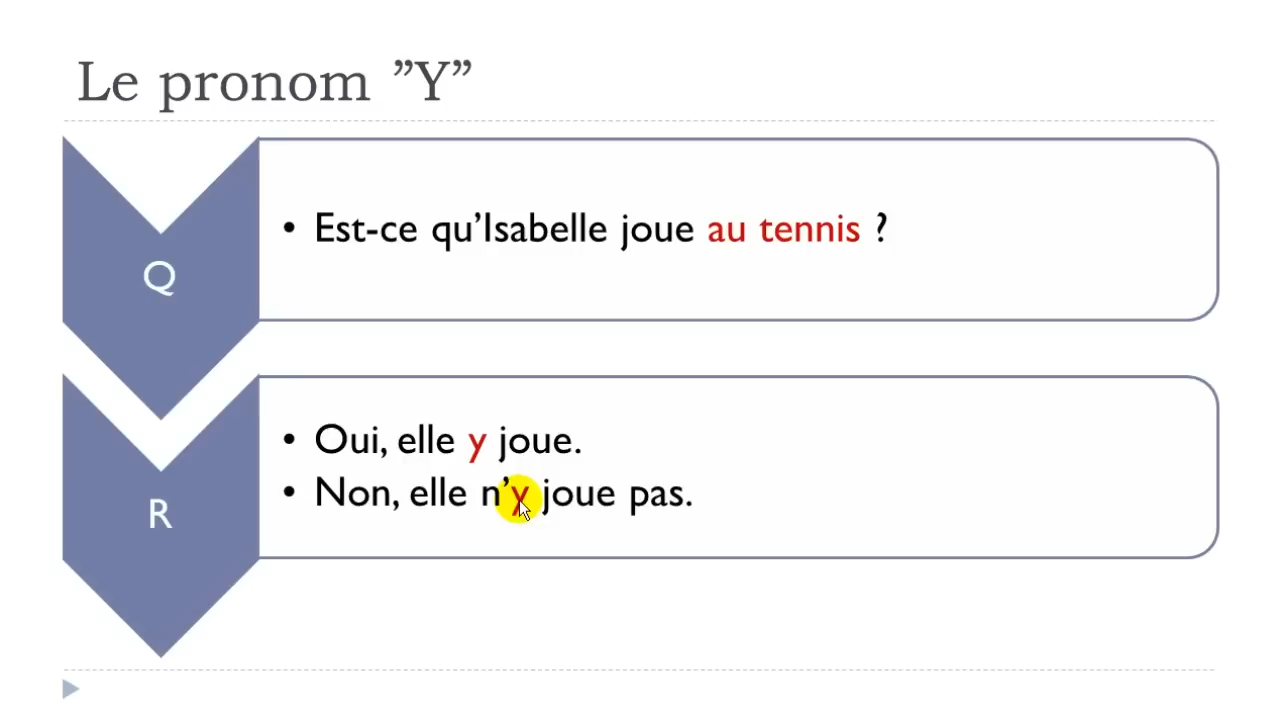 Le pronom ”Y”
Q
• Est-ce qu’Isabelle joue au tennis ?
R
• Oui, elle y joue.
• Non, elle n’y joue pas.